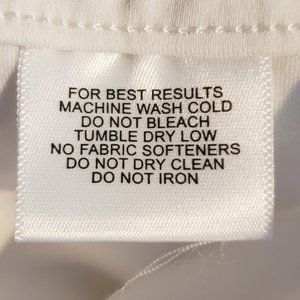 FOR BEST RESULTS
MACHINE WASH COLD
DO NOT BLEACH
TUMBLE DRY LOW
NO FABRIC SOFTENERS
DO NOT DRY CLEAN
DO NOT IRON